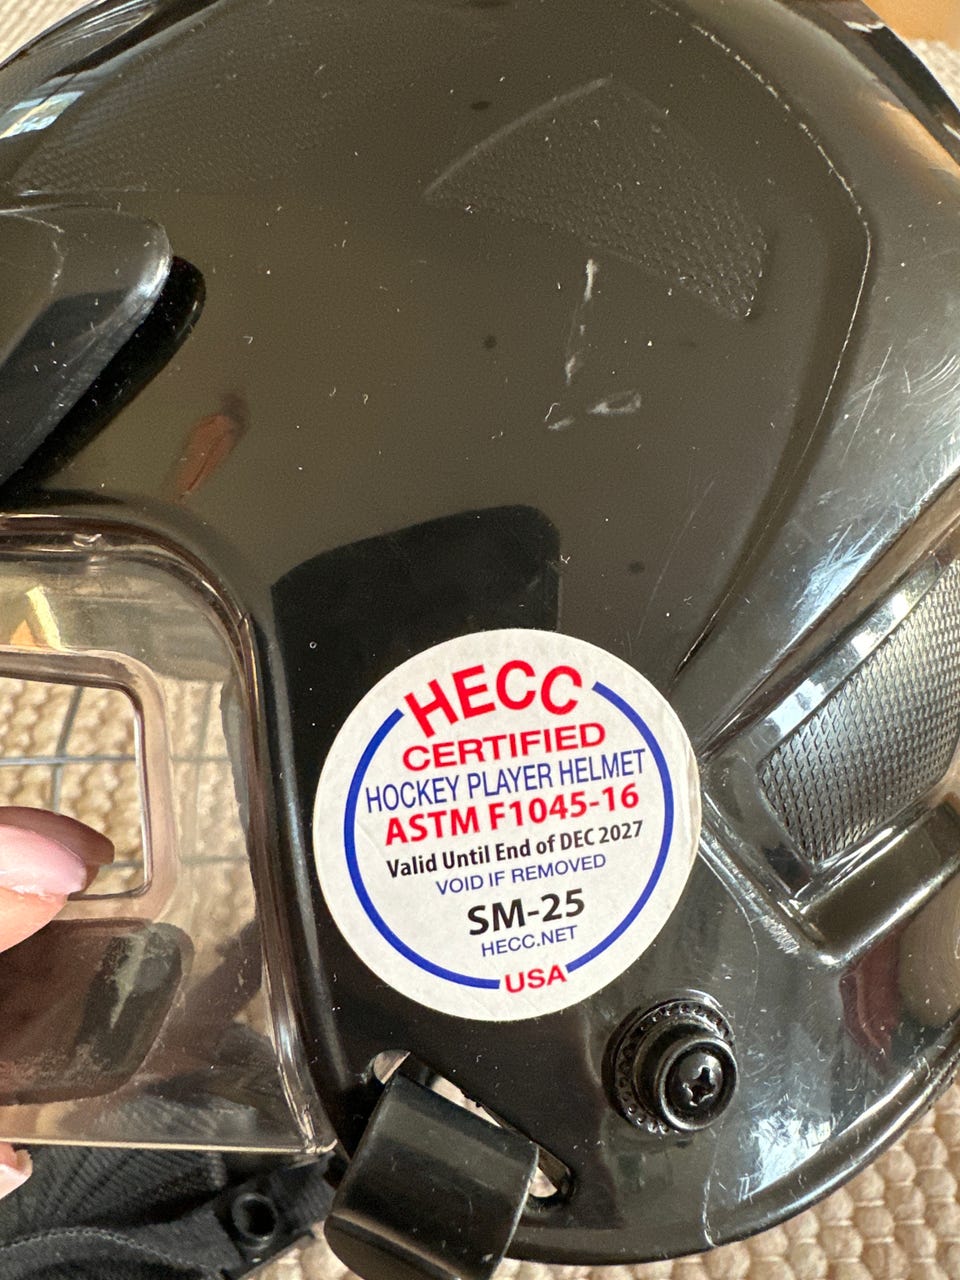 HECC
CERTIFIED
HOCKEY PLAYER HELMET
ASTM F1045-16
Valid Until End of DEC 2027
VOID IF REMOVED
SM-25
HECC.NET
USA